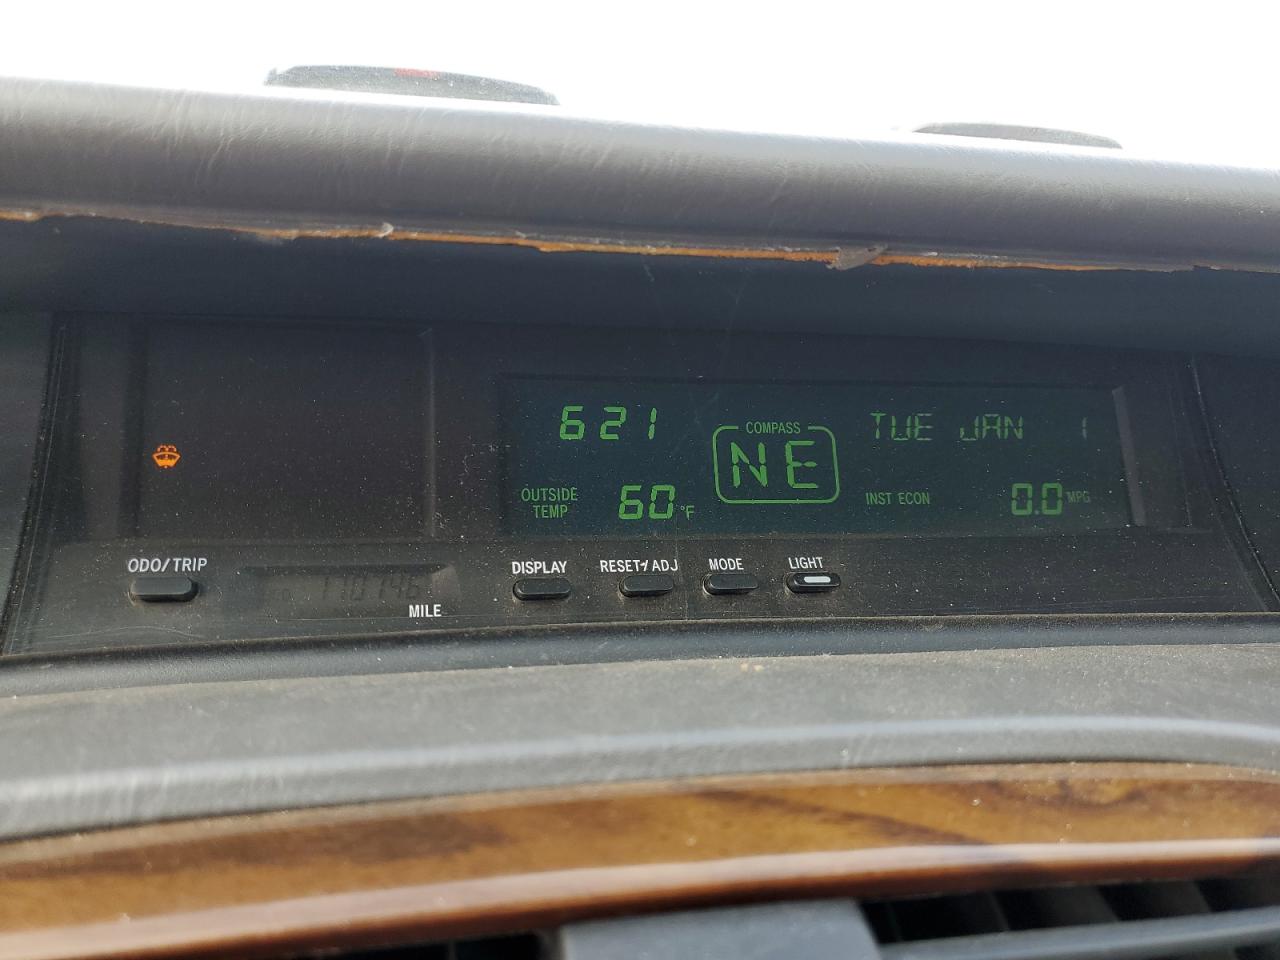 621
COMPASS
NE
TUE JAN 1
OUTSIDE
TEMP
60°F
INST ECON
0.0 MPG
ODO/TRIP
MILE
DISPLAY
RESET/ADJ
MODE
LIGHT